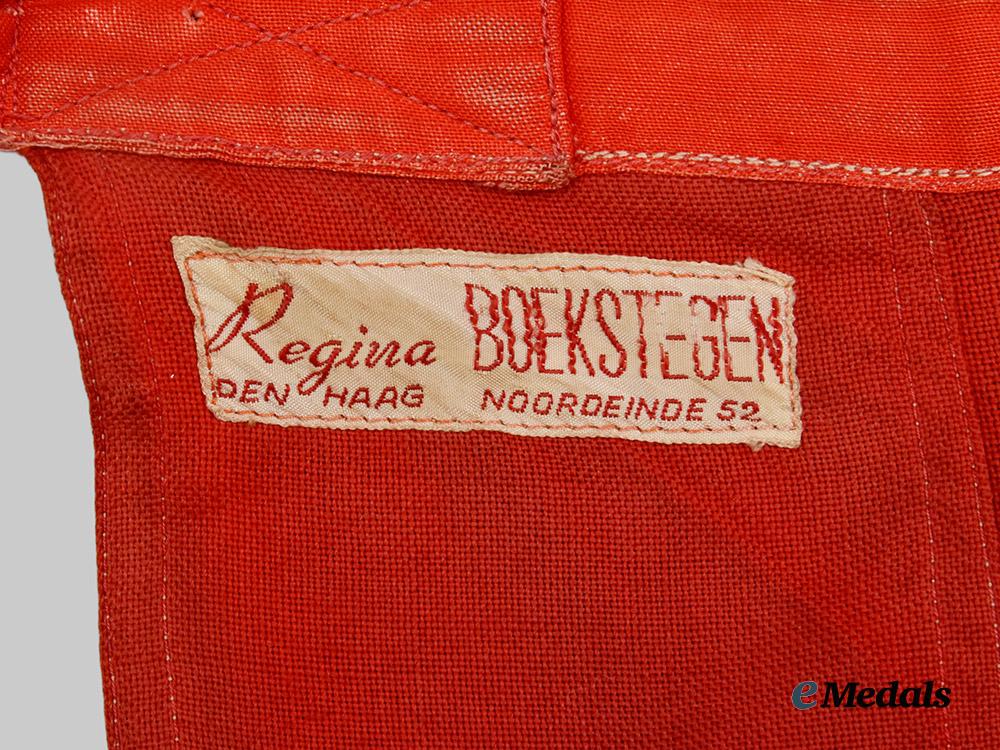 Regina BOEKSTEGEN
DEN HAAG NOORDEINDE 52
eMedals